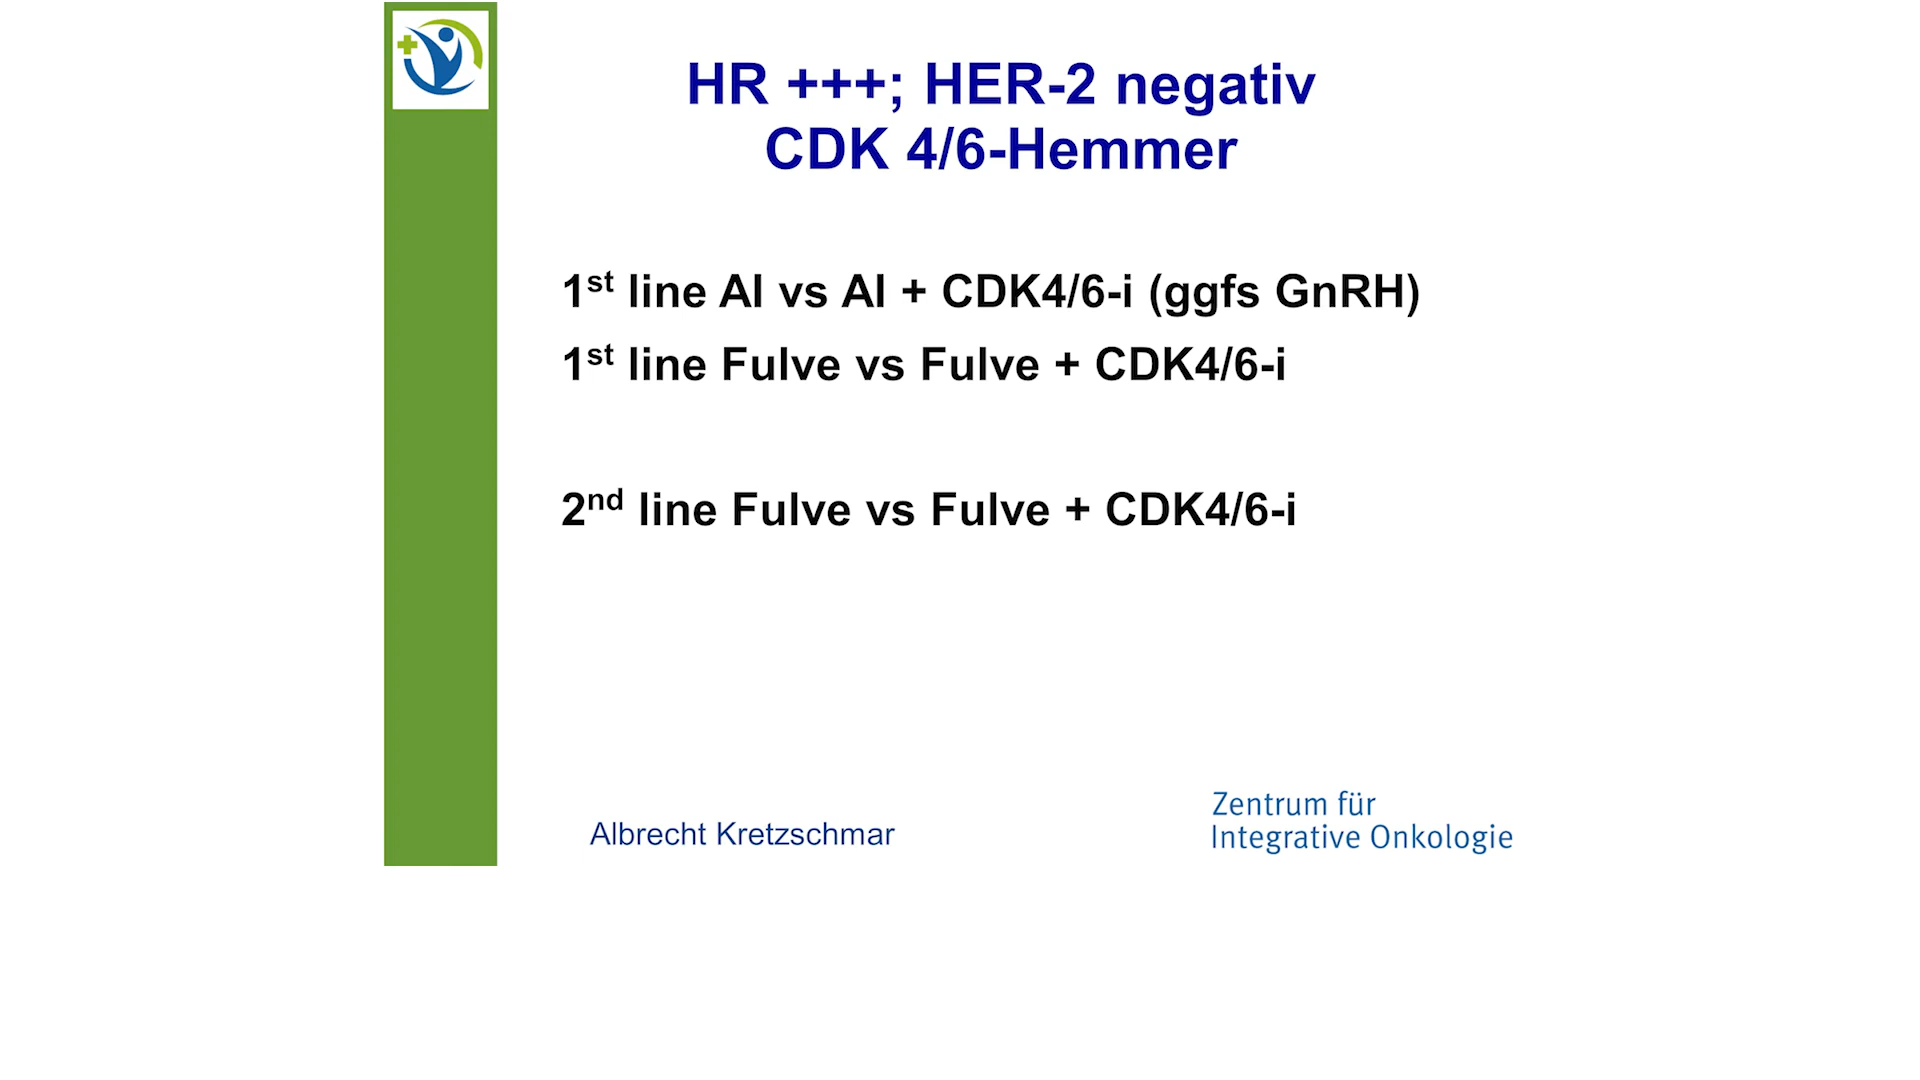 HR +++; HER-2 negativ
CDK 4/6-Hemmer
1st line AI vs AI + CDK4/6-i (ggfs GnRH)
1st line Fulve vs Fulve + CDK4/6-i
2nd line Fulve vs Fulve + CDK4/6-i
Albrecht Kretzschmar
Zentrum für
Integrative Onkologie